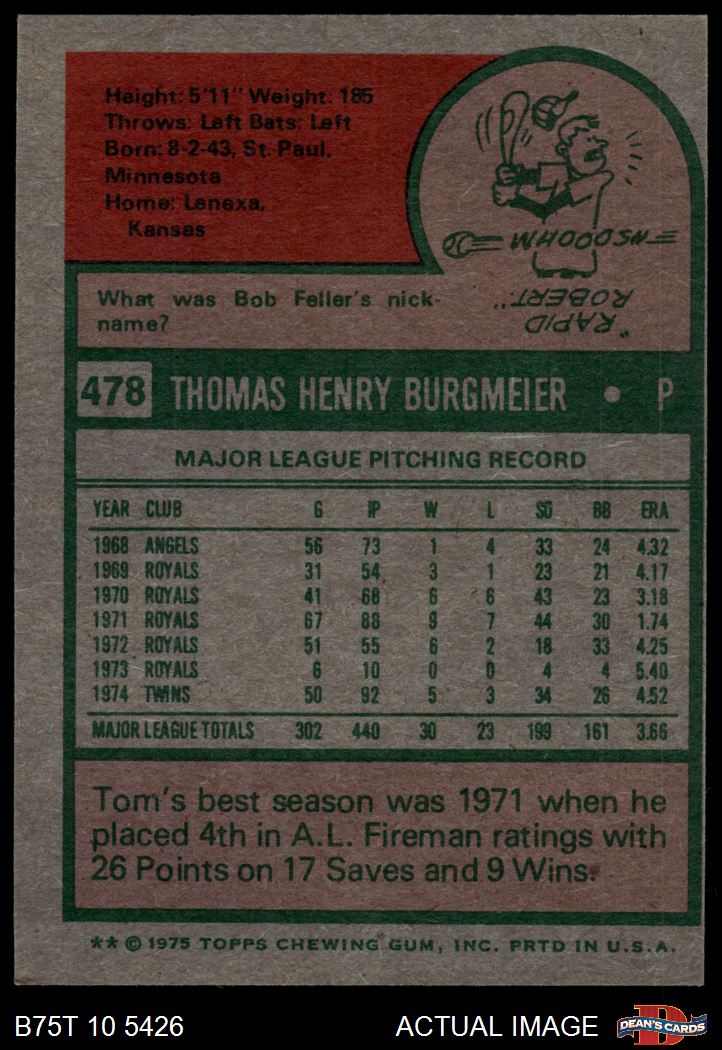 Height: 5'11" Weight: 185
Throws: Left Bats: Left
Born: 8-2-43, St. Paul,
Minnesota
Home: Lenexa,
Kansas
WHOOOSH
What was Bob Feller's nick-
name?
"RAPID
ROBERT."
478 THOMAS HENRY BURGMEIER • P
MAJOR LEAGUE PITCHING RECORD
YEAR CLUB G IP W L SO BB ERA
1968 ANGELS 56 73 1 4 33 24 4.32
1969 ROYALS 31 54 3 1 23 21 4.17
1970 ROYALS 41 68 6 6 43 23 3.18
1971 ROYALS 67 88 9 7 44 30 1.74
1972 ROYALS 51 55 6 2 18 33 4.25
1973 ROYALS 6 10 0 0 4 4 5.40
1974 TWINS 50 92 5 3 34 26 4.52
MAJOR LEAGUE TOTALS 302 440 30 23 199 161 3.66
Tom's best season was 1971 when he
placed 4th in A.L. Fireman ratings with
26 Points on 17 Saves and 9 Wins.
** © 1975 TOPPS CHEWING GUM, INC. PRTD IN U.S.A.
B75T 10 5426 ACTUAL IMAGE DEAN'S CARDS